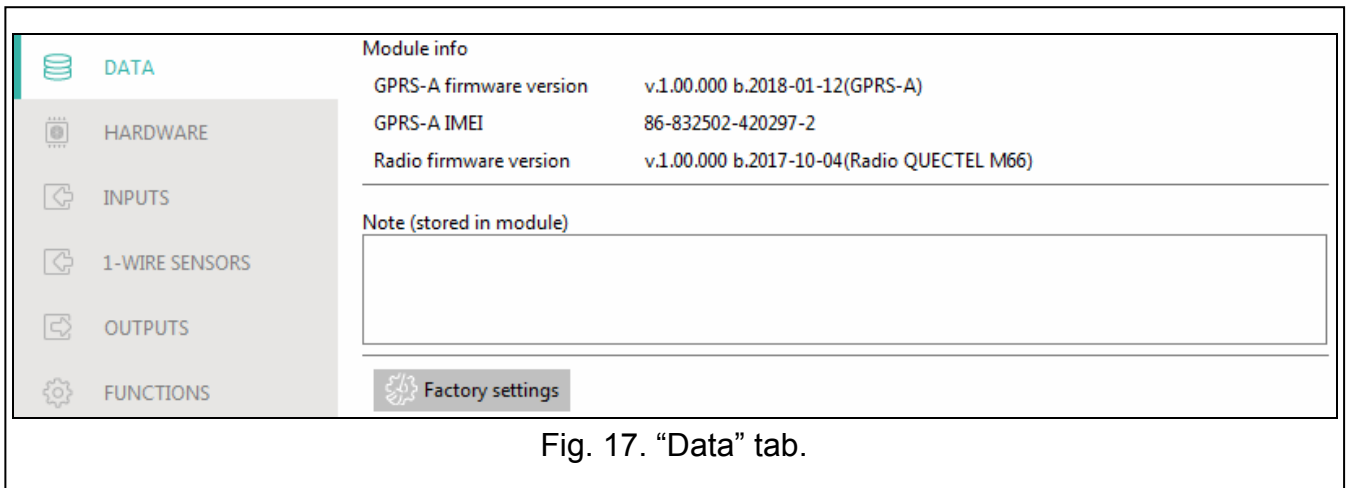 DATA
HARDWARE
INPUTS
1-WIRE SENSORS
OUTPUTS
FUNCTIONS
Module info
GPRS-A firmware version v.1.00.000 b.2018-01-12(GPRS-A)
GPRS-A IMEI 86-832502-420297-2
Radio firmware version v.1.00.000 b.2017-10-04(Radio QUECTEL M66)
Note (stored in module)
Factory settings
Fig. 17. “Data” tab.